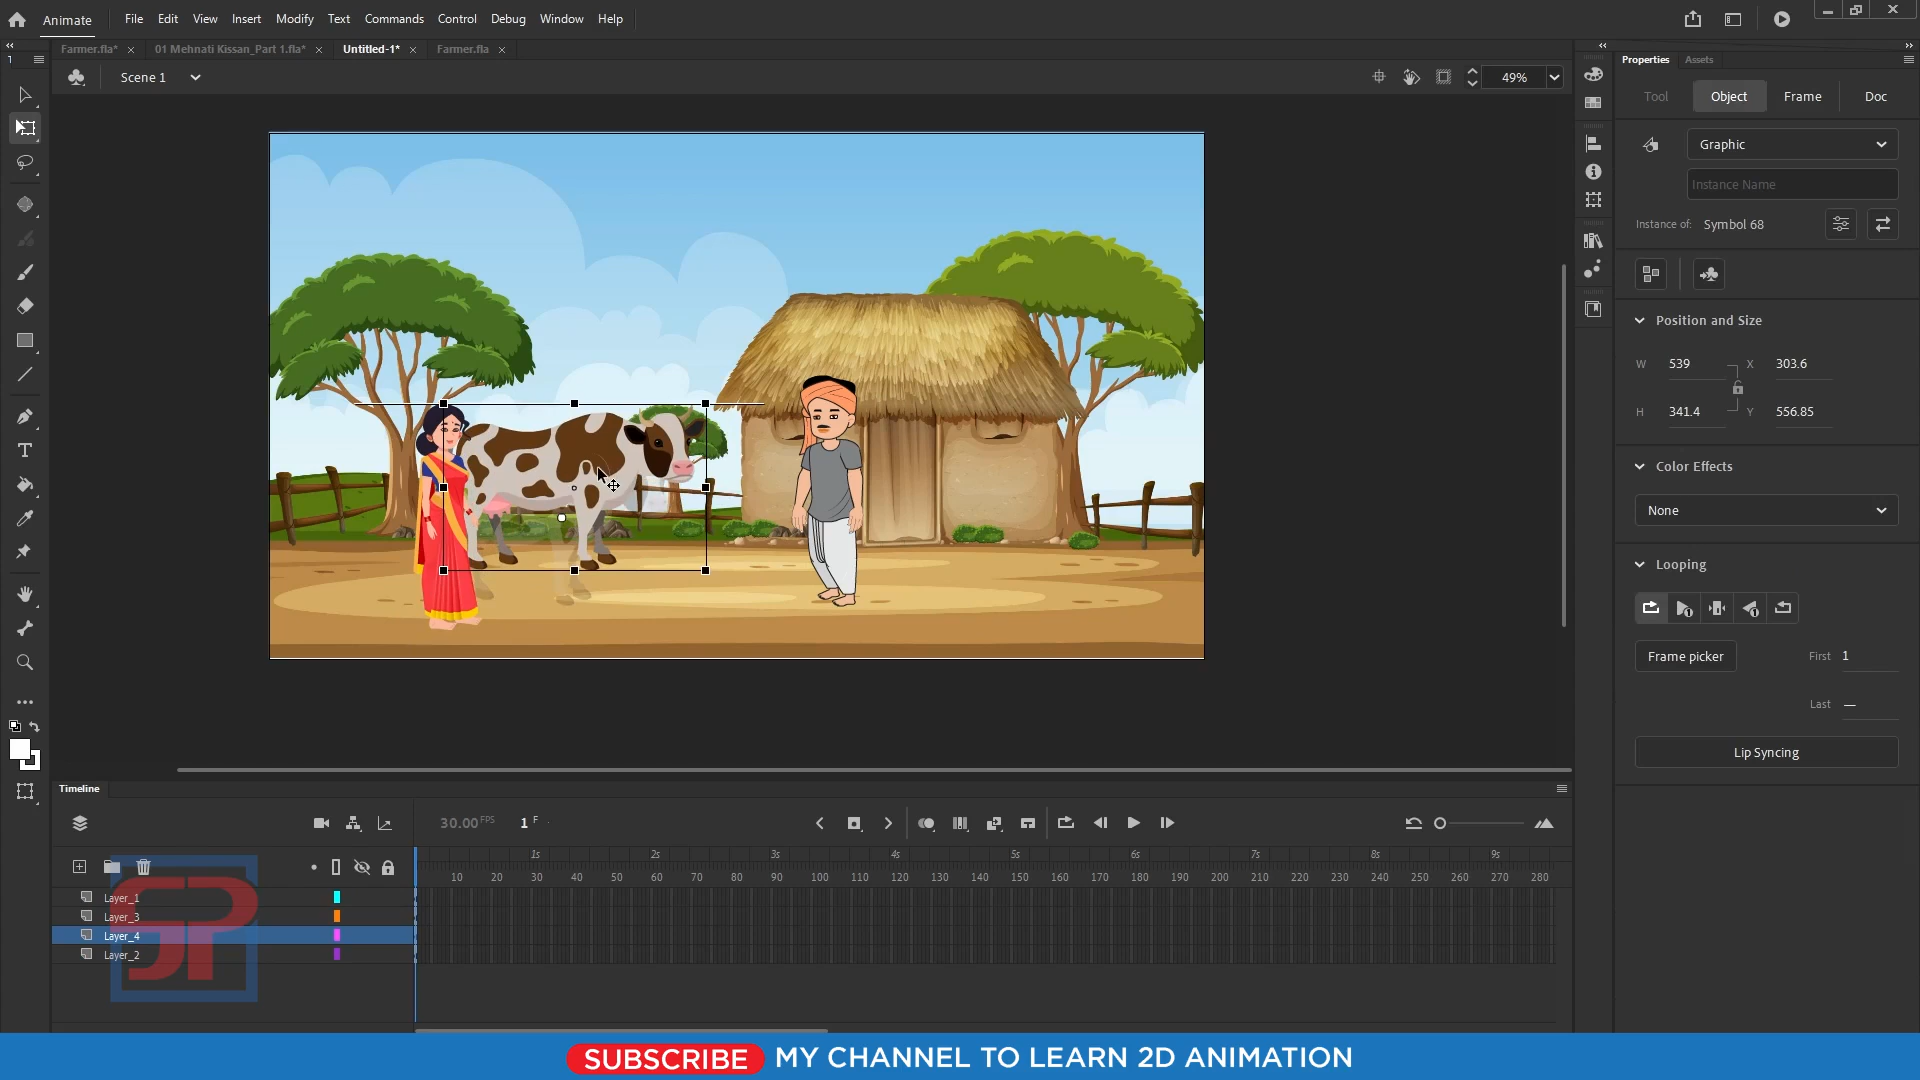 Animate File Edit View Insert Modify Text Commands Control Debug Window Help
Farmer.fla* 01 Mehnati Kissan_Part 1.fla* Untitled-1* Farmer.fla
Scene 1 49%
1
Properties Assets
Tool Object Frame Doc
Graphic
Instance Name
Instance of: Symbol 68
Position and Size
W 539 X 303.6
H 341.4 Y 556.85
Color Effects
None
Looping
Frame picker First 1
Last —
Lip Syncing
Timeline
30.00 FPS 1 F
1s 2s 3s 4s 5s 6s 7s 8s 9s
10 20 30 40 50 60 70 80 90 100 110 120 130 140 150 160 170 180 190 200 210 220 230 240 250 260 270 280
Layer_1
Layer_3
Layer_4
Layer_2
SUBSCRIBE MY CHANNEL TO LEARN 2D ANIMATION